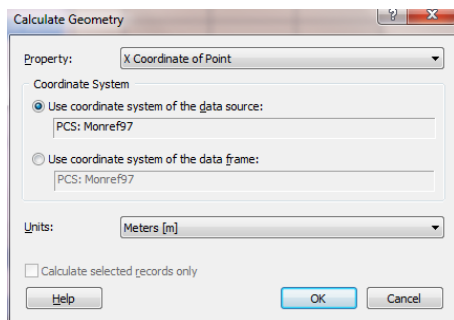 Calculate Geometry
Property: X Coordinate of Point
Coordinate System
Use coordinate system of the data source:
PCS: Monref97
Use coordinate system of the data frame:
PCS: Monref97
Units: Meters [m]
Calculate selected records only
Help OK Cancel